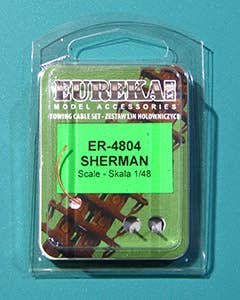 EUREKA!
MODEL ACCESSORIES
TOWING CABLE SET - ZESTAW LIN HOLOWNICZYCH
ER-4804
SHERMAN
Scale - Skala 1/48